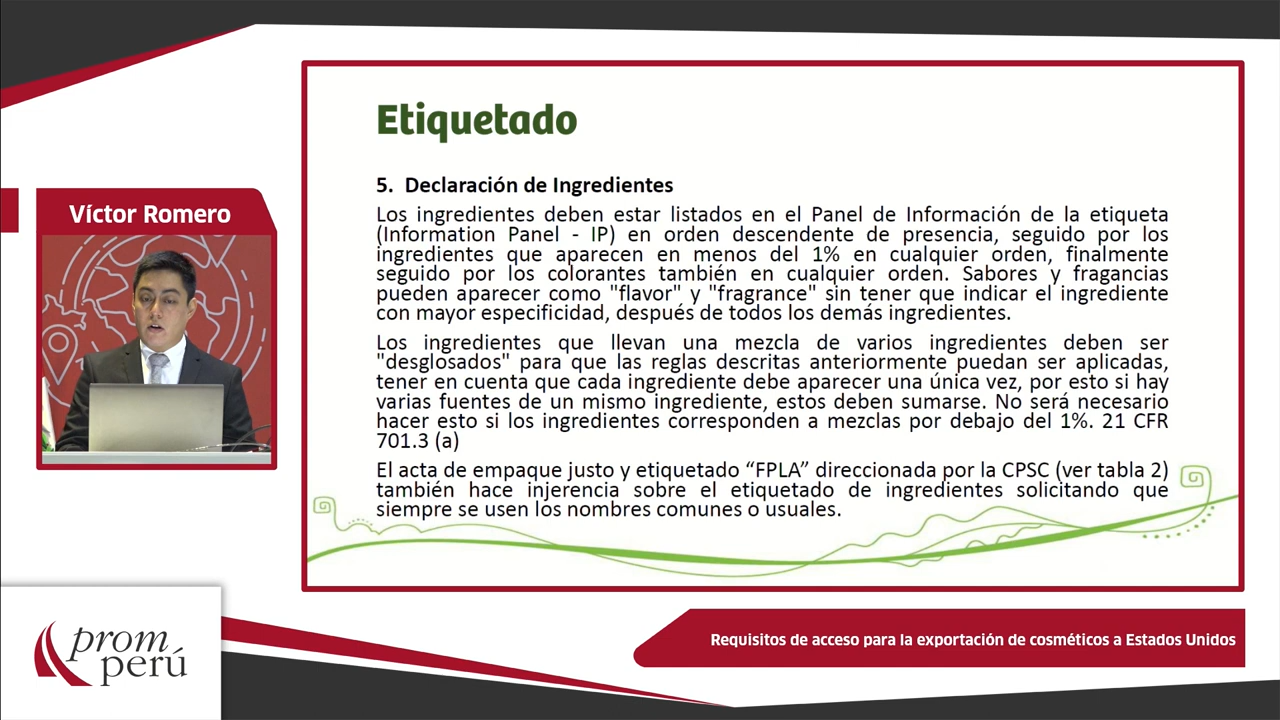 Etiquetado
5. Declaración de Ingredientes
Los ingredientes deben estar listados en el Panel de Información de la etiqueta
(Information Panel - IP) en orden descendente de presencia, seguido por los
ingredientes que aparecen en menos del 1% en cualquier orden, finalmente
seguido por los colorantes también en cualquier orden. Sabores y fragancias
pueden aparecer como "flavor" y "fragrance" sin tener que indicar el ingrediente
con mayor especificidad, después de todos los demás ingredientes.
Los ingredientes que llevan una mezcla de varios ingredientes deben ser
"desglosados" para que las reglas descritas anteriormente puedan ser aplicadas,
tener en cuenta que cada ingrediente debe aparecer una única vez, por esto si hay
varias fuentes de un mismo ingrediente, estos deben sumarse. No será necesario
hacer esto si los ingredientes corresponden a mezclas por debajo del 1%. 21 CFR
701.3 (a)
El acta de empaque justo y etiquetado “FPLA” direccionada por la CPSC (ver tabla 2)
también hace injerencia sobre el etiquetado de ingredientes solicitando que
siempre se usen los nombres comunes o usuales.
Víctor Romero
prom
perú
Requisitos de acceso para la exportación de cosméticos a Estados Unidos